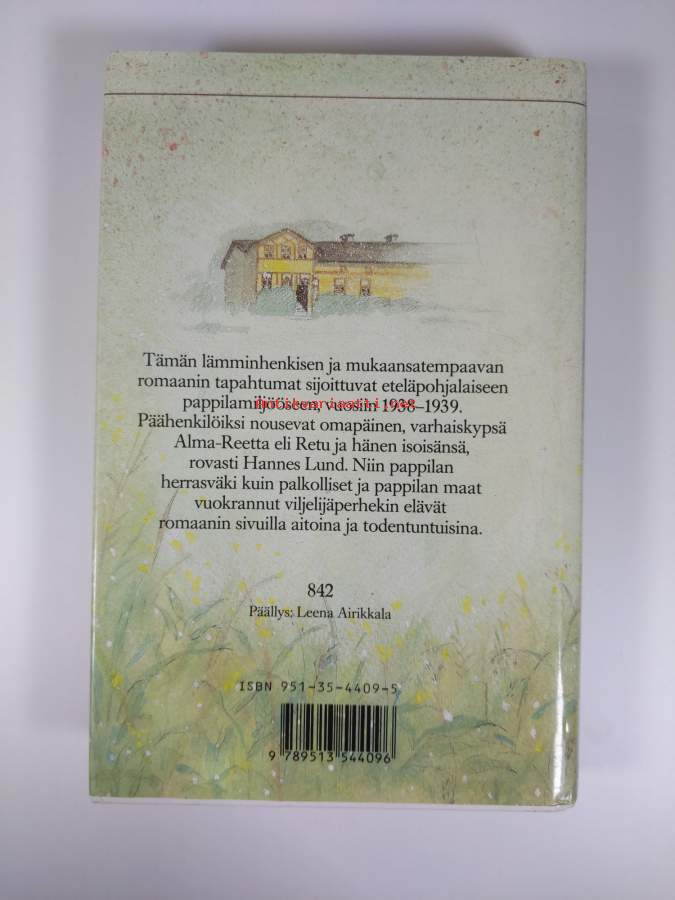 Tämän lämminhenkisen ja mukaansatempaavan
romaanin tapahtumat sijoittuvat eteläpohjalaiseen
pappilamiljööseen, vuosiin 1938–1939.
Päähenkilöiksi nousevat omapäinen, varhaiskypsä
Alma-Reetta eli Retu ja hänen isoisänsä,
rovasti Hannes Lund. Niin pappilan
herrasväki kuin palkolliset ja pappilan maat
vuokrannut viljelijäperhekin elävät
romaanin sivuilla aitoina ja todentuntuisina.
842
Päällys: Leena Airikkala
ISBN 951-35-4409-5
9 789513 544096